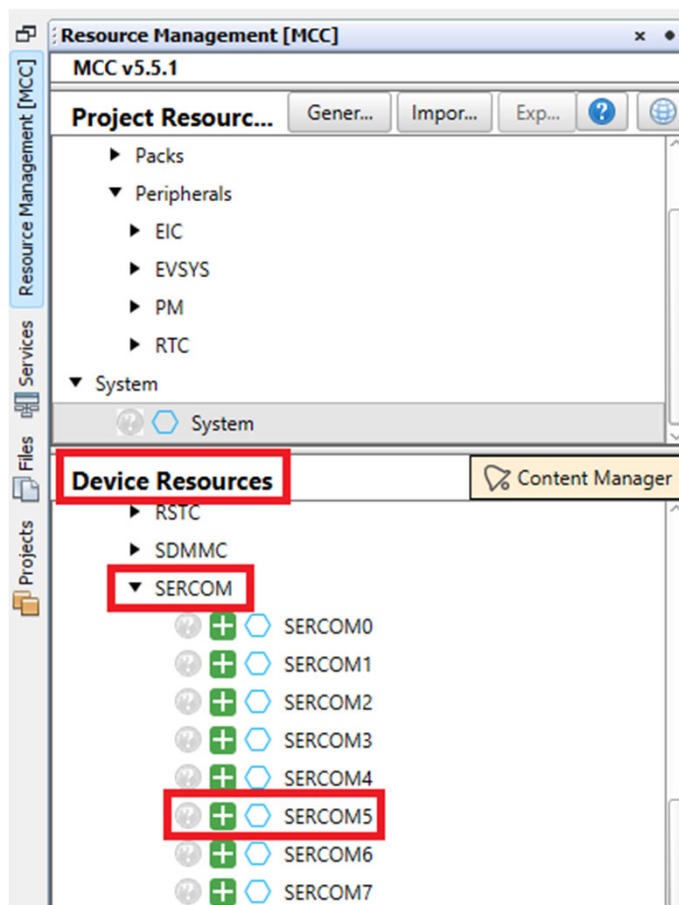 Resource Management [MCC]
MCC v5.5.1
Project Resourc... Gener... Impor... Exp...
Packs
Peripherals
EIC
EVSYS
PM
RTC
System
System
Device Resources Content Manager
RSTC
SDMMC
SERCOM
SERCOM0
SERCOM1
SERCOM2
SERCOM3
SERCOM4
SERCOM5
SERCOM6
SERCOM7
Resource Management [MCC]
Services
Files
Projects